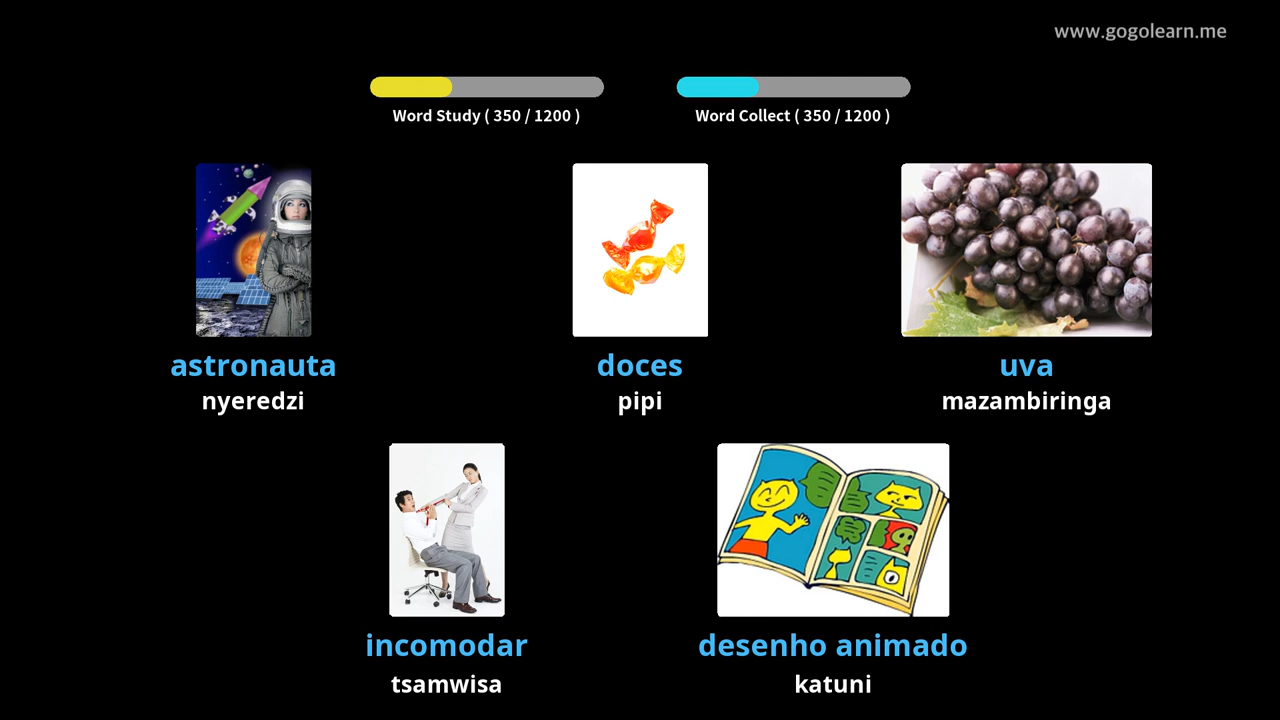 www.gogolearn.me
Word Study ( 350 / 1200 )
Word Collect ( 350 / 1200 )
astronauta
nyeredzi
doces
pipi
uva
mazambiringa
incomodar
tsamwisa
desenho animado
katuni